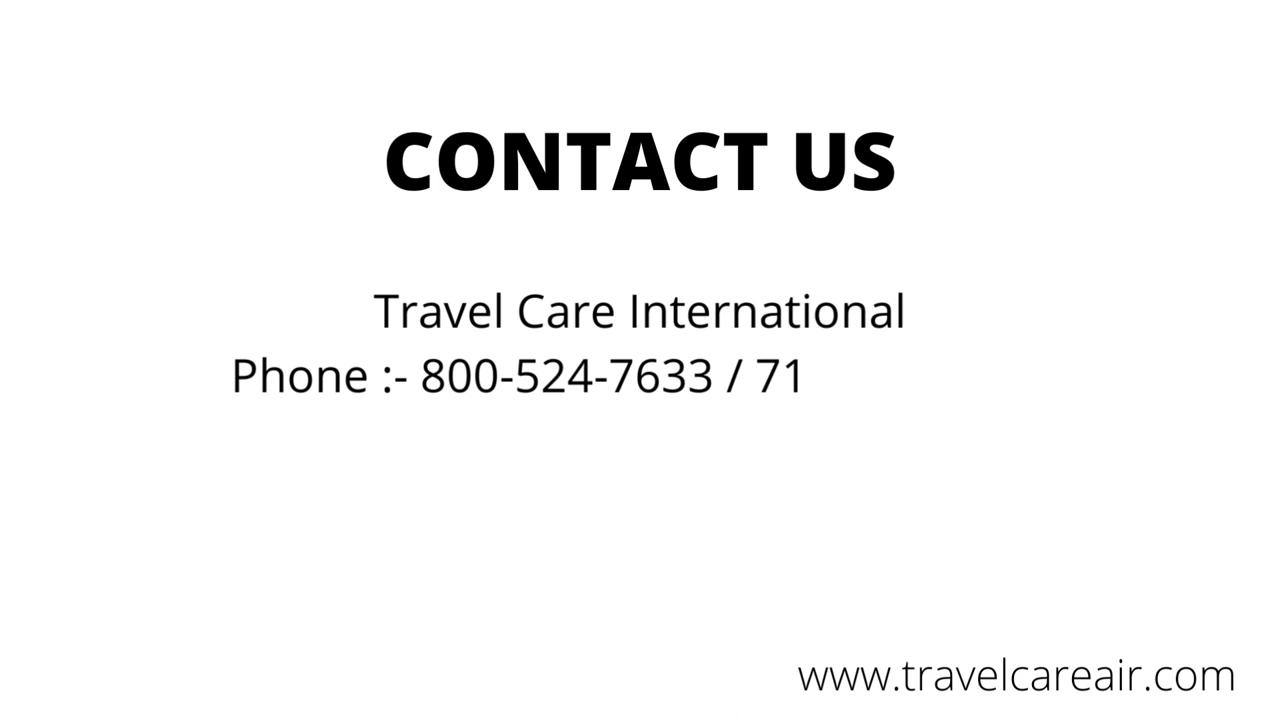 CONTACT US
Travel Care International
Phone :- 800-524-7633 / 71
www.travelcareair.com